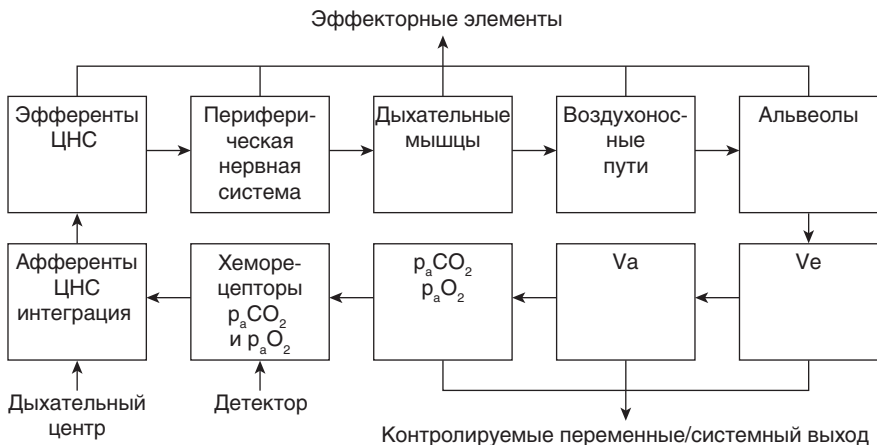 Эффекторные элементы
Эфференты
ЦНС
Перифери-
ческая
нервная
система
Дыхательные
мышцы
Воздухонос-
ные
пути
Альвеолы
Афференты
ЦНС
интеграция
Хеморе-
цепторы
pₐCO₂
и pₐO₂
pₐCO₂
pₐO₂
Va
Ve
Дыхательный
центр
Детектор
Контролируемые переменные/системный выход